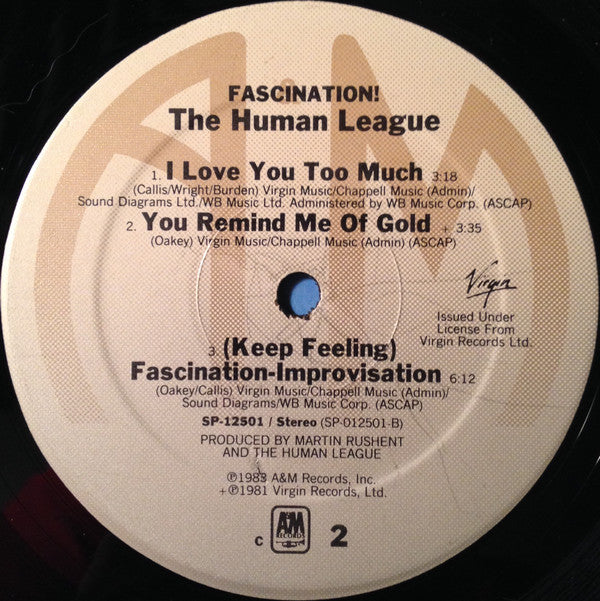 FASCINATION!
The Human League
1. I Love You Too Much 3:18
(Callis/Wright/Burden) Virgin Music/Chappell Music (Admin)/
Sound Diagrams Ltd./WB Music Ltd. Administered by WB Music Corp. (ASCAP)
2. You Remind Me Of Gold + 3:35
(Oakey) Virgin Music/Chappell Music (Admin) (ASCAP)
Virgin
Issued Under
License From
Virgin Records Ltd.
3. (Keep Feeling)
Fascination-Improvisation 6:12
(Oakey/Callis) Virgin Music/Chappell Music (Admin)/
Sound Diagrams/WB Music Corp. (ASCAP)
SP-12501 / Stereo (SP-012501-B)
PRODUCED BY MARTIN RUSHENT
AND THE HUMAN LEAGUE
℗1983 A&M Records, Inc.
+℗1981 Virgin Records, Ltd.
c A&M RECORDS 2